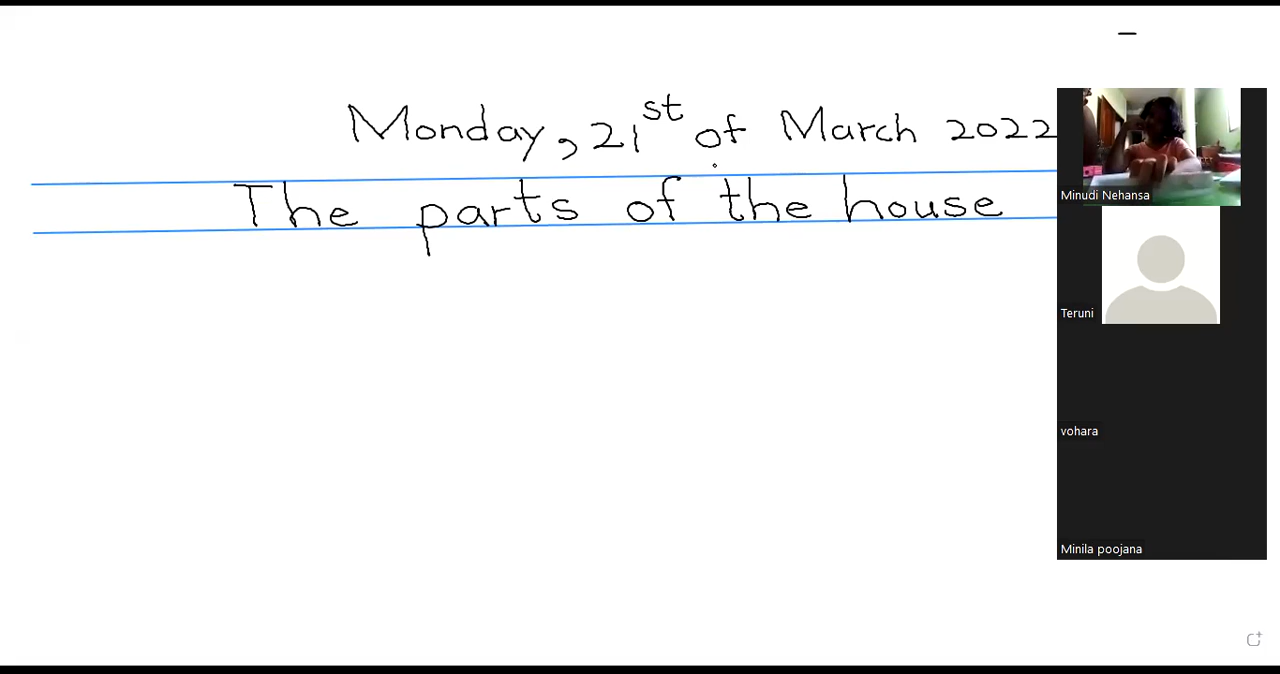 Monday, 21st of March 2022
The parts of the house
Minudi Nehansa
Teruni
vohara
Minila poojana